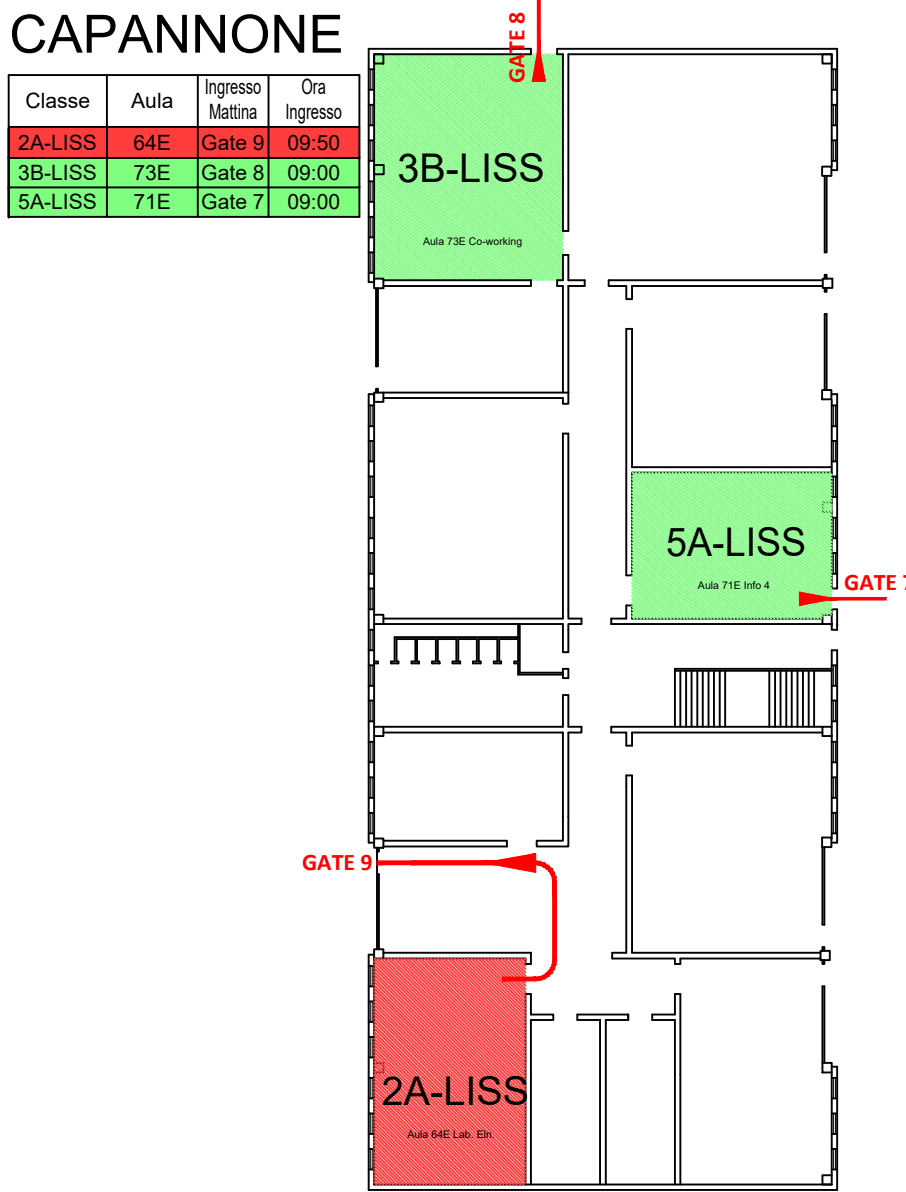 CAPANNONE
Classe Aula Ingresso Mattina Ora Ingresso
2A-LISS 64E Gate 9 09:50
3B-LISS 73E Gate 8 09:00
5A-LISS 71E Gate 7 09:00
GATE 8
3B-LISS
Aula 73E Co-working
5A-LISS
Aula 71E Info 4
GATE 7
GATE 9
2A-LISS
Aula 64E Lab. Eln.